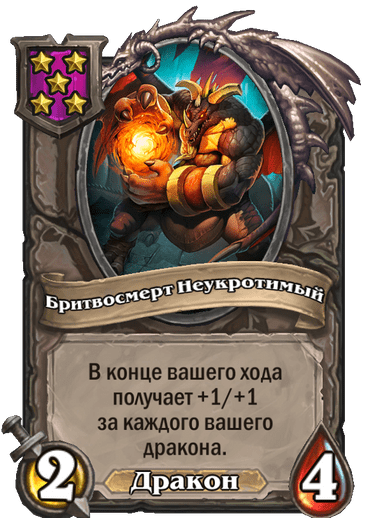 Бритвосмерт Неукротимый
В конце вашего хода
получает +1/+1
за каждого вашего
дракона.
2
Дракон
4